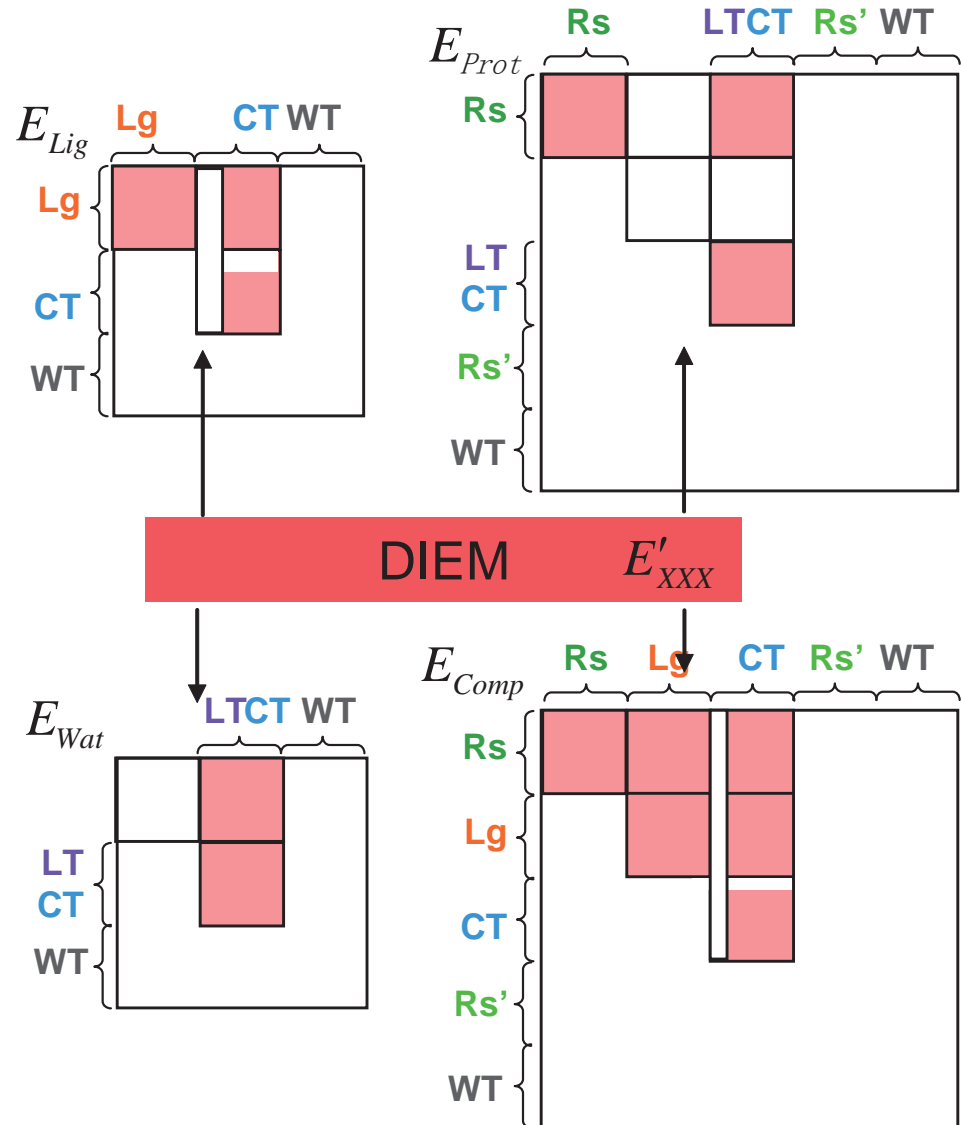 E_Lig
Lg CT WT
Lg
CT
WT
E_Prot
Rs LTCT Rs’ WT
Rs
LT
CT
Rs’
WT
DIEM E′_XXX
E_Wat
LTCT WT
LT
CT
WT
E_Comp
Rs Lg CT Rs’ WT
Rs
Lg
CT
Rs’
WT